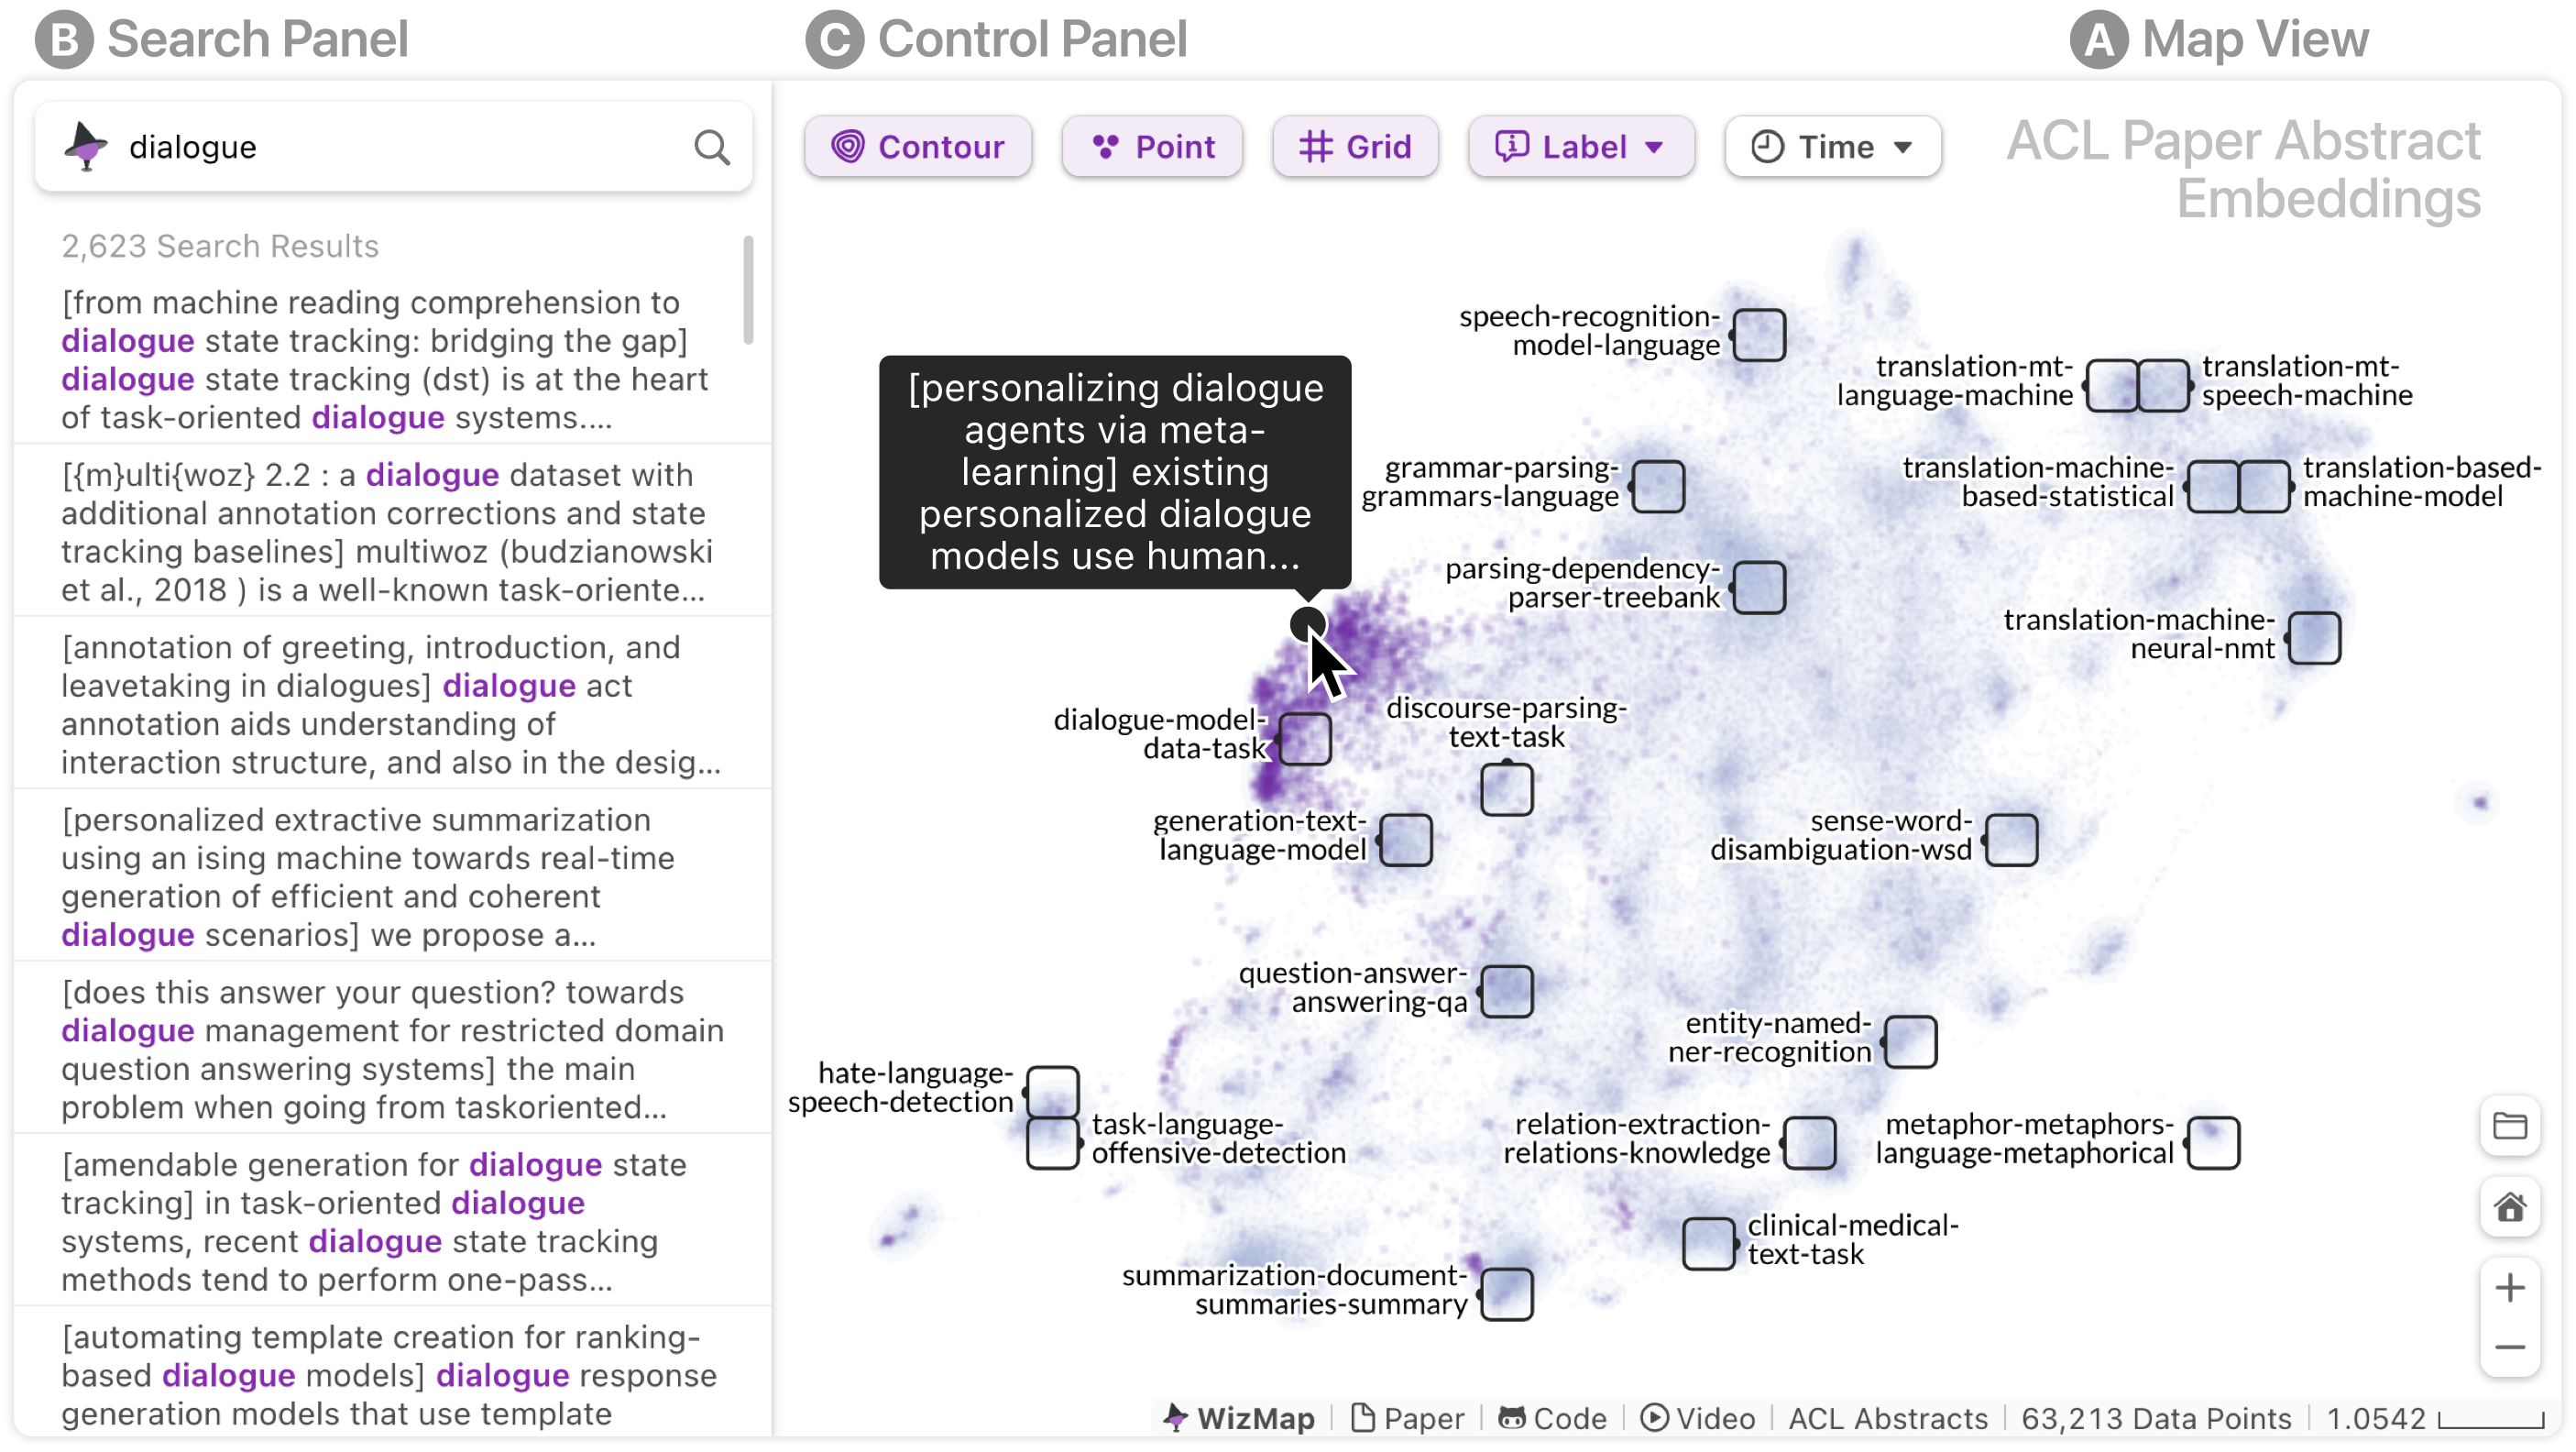 B Search Panel
C Control Panel
A Map View
dialogue
2,623 Search Results
[from machine reading comprehension to
dialogue state tracking: bridging the gap]
dialogue state tracking (dst) is at the heart
of task-oriented dialogue systems....
[{m}ulti{woz} 2.2 : a dialogue dataset with
additional annotation corrections and state
tracking baselines] multiwoz (budzianowski
et al., 2018 ) is a well-known task-oriente...
[annotation of greeting, introduction, and
leavetaking in dialogues] dialogue act
annotation aids understanding of
interaction structure, and also in the desig...
[personalized extractive summarization
using an ising machine towards real-time
generation of efficient and coherent
dialogue scenarios] we propose a...
[does this answer your question? towards
dialogue management for restricted domain
question answering systems] the main
problem when going from taskoriented...
[amendable generation for dialogue state
tracking] in task-oriented dialogue
systems, recent dialogue state tracking
methods tend to perform one-pass...
[automating template creation for ranking-
based dialogue models] dialogue response
generation models that use template
Contour
Point
Grid
Label
Time
ACL Paper Abstract
Embeddings
[personalizing dialogue
agents via meta-
learning] existing
personalized dialogue
models use human...
speech-recognition-
model-language
translation-mt-
language-machine
translation-mt-
speech-machine
grammar-parsing-
grammars-language
translation-machine-
based-statistical
translation-based-
machine-model
parsing-dependency-
parser-treebank
translation-machine-
neural-nmt
dialogue-model-
data-task
discourse-parsing-
text-task
generation-text-
language-model
sense-word-
disambiguation-wsd
question-answer-
answering-qa
entity-named-
ner-recognition
hate-language-
speech-detection
task-language-
offensive-detection
relation-extraction-
relations-knowledge
metaphor-metaphors-
language-metaphorical
clinical-medical-
text-task
summarization-document-
summaries-summary
WizMap
Paper
Code
Video
ACL Abstracts
63,213 Data Points
1.0542